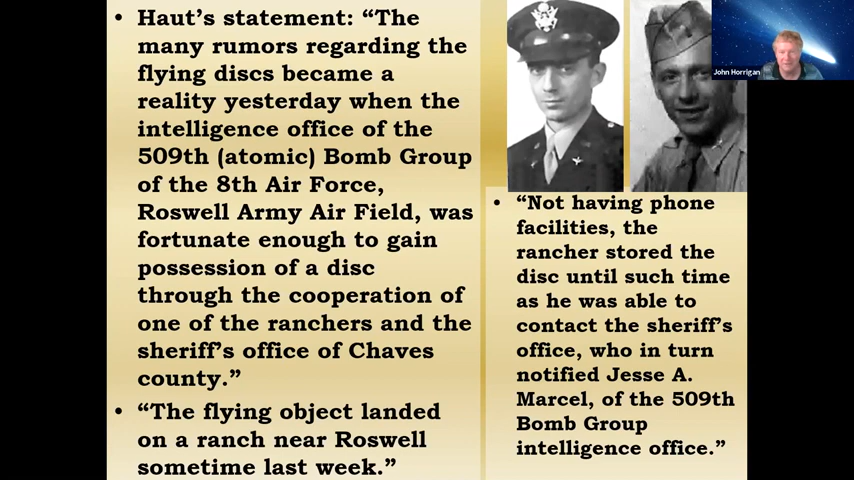 • Haut's statement: “The
many rumors regarding the
flying discs became a
reality yesterday when the
intelligence office of the
509th (atomic) Bomb Group
of the 8th Air Force,
Roswell Army Air Field, was
fortunate enough to gain
possession of a disc
through the cooperation of
one of the ranchers and the
sheriff's office of Chaves
county.”
• “The flying object landed
on a ranch near Roswell
sometime last week.”
• “Not having phone
facilities, the
rancher stored the
disc until such time
as he was able to
contact the sheriff's
office, who in turn
notified Jesse A.
Marcel, of the 509th
Bomb Group
intelligence office.”
John Horrigan